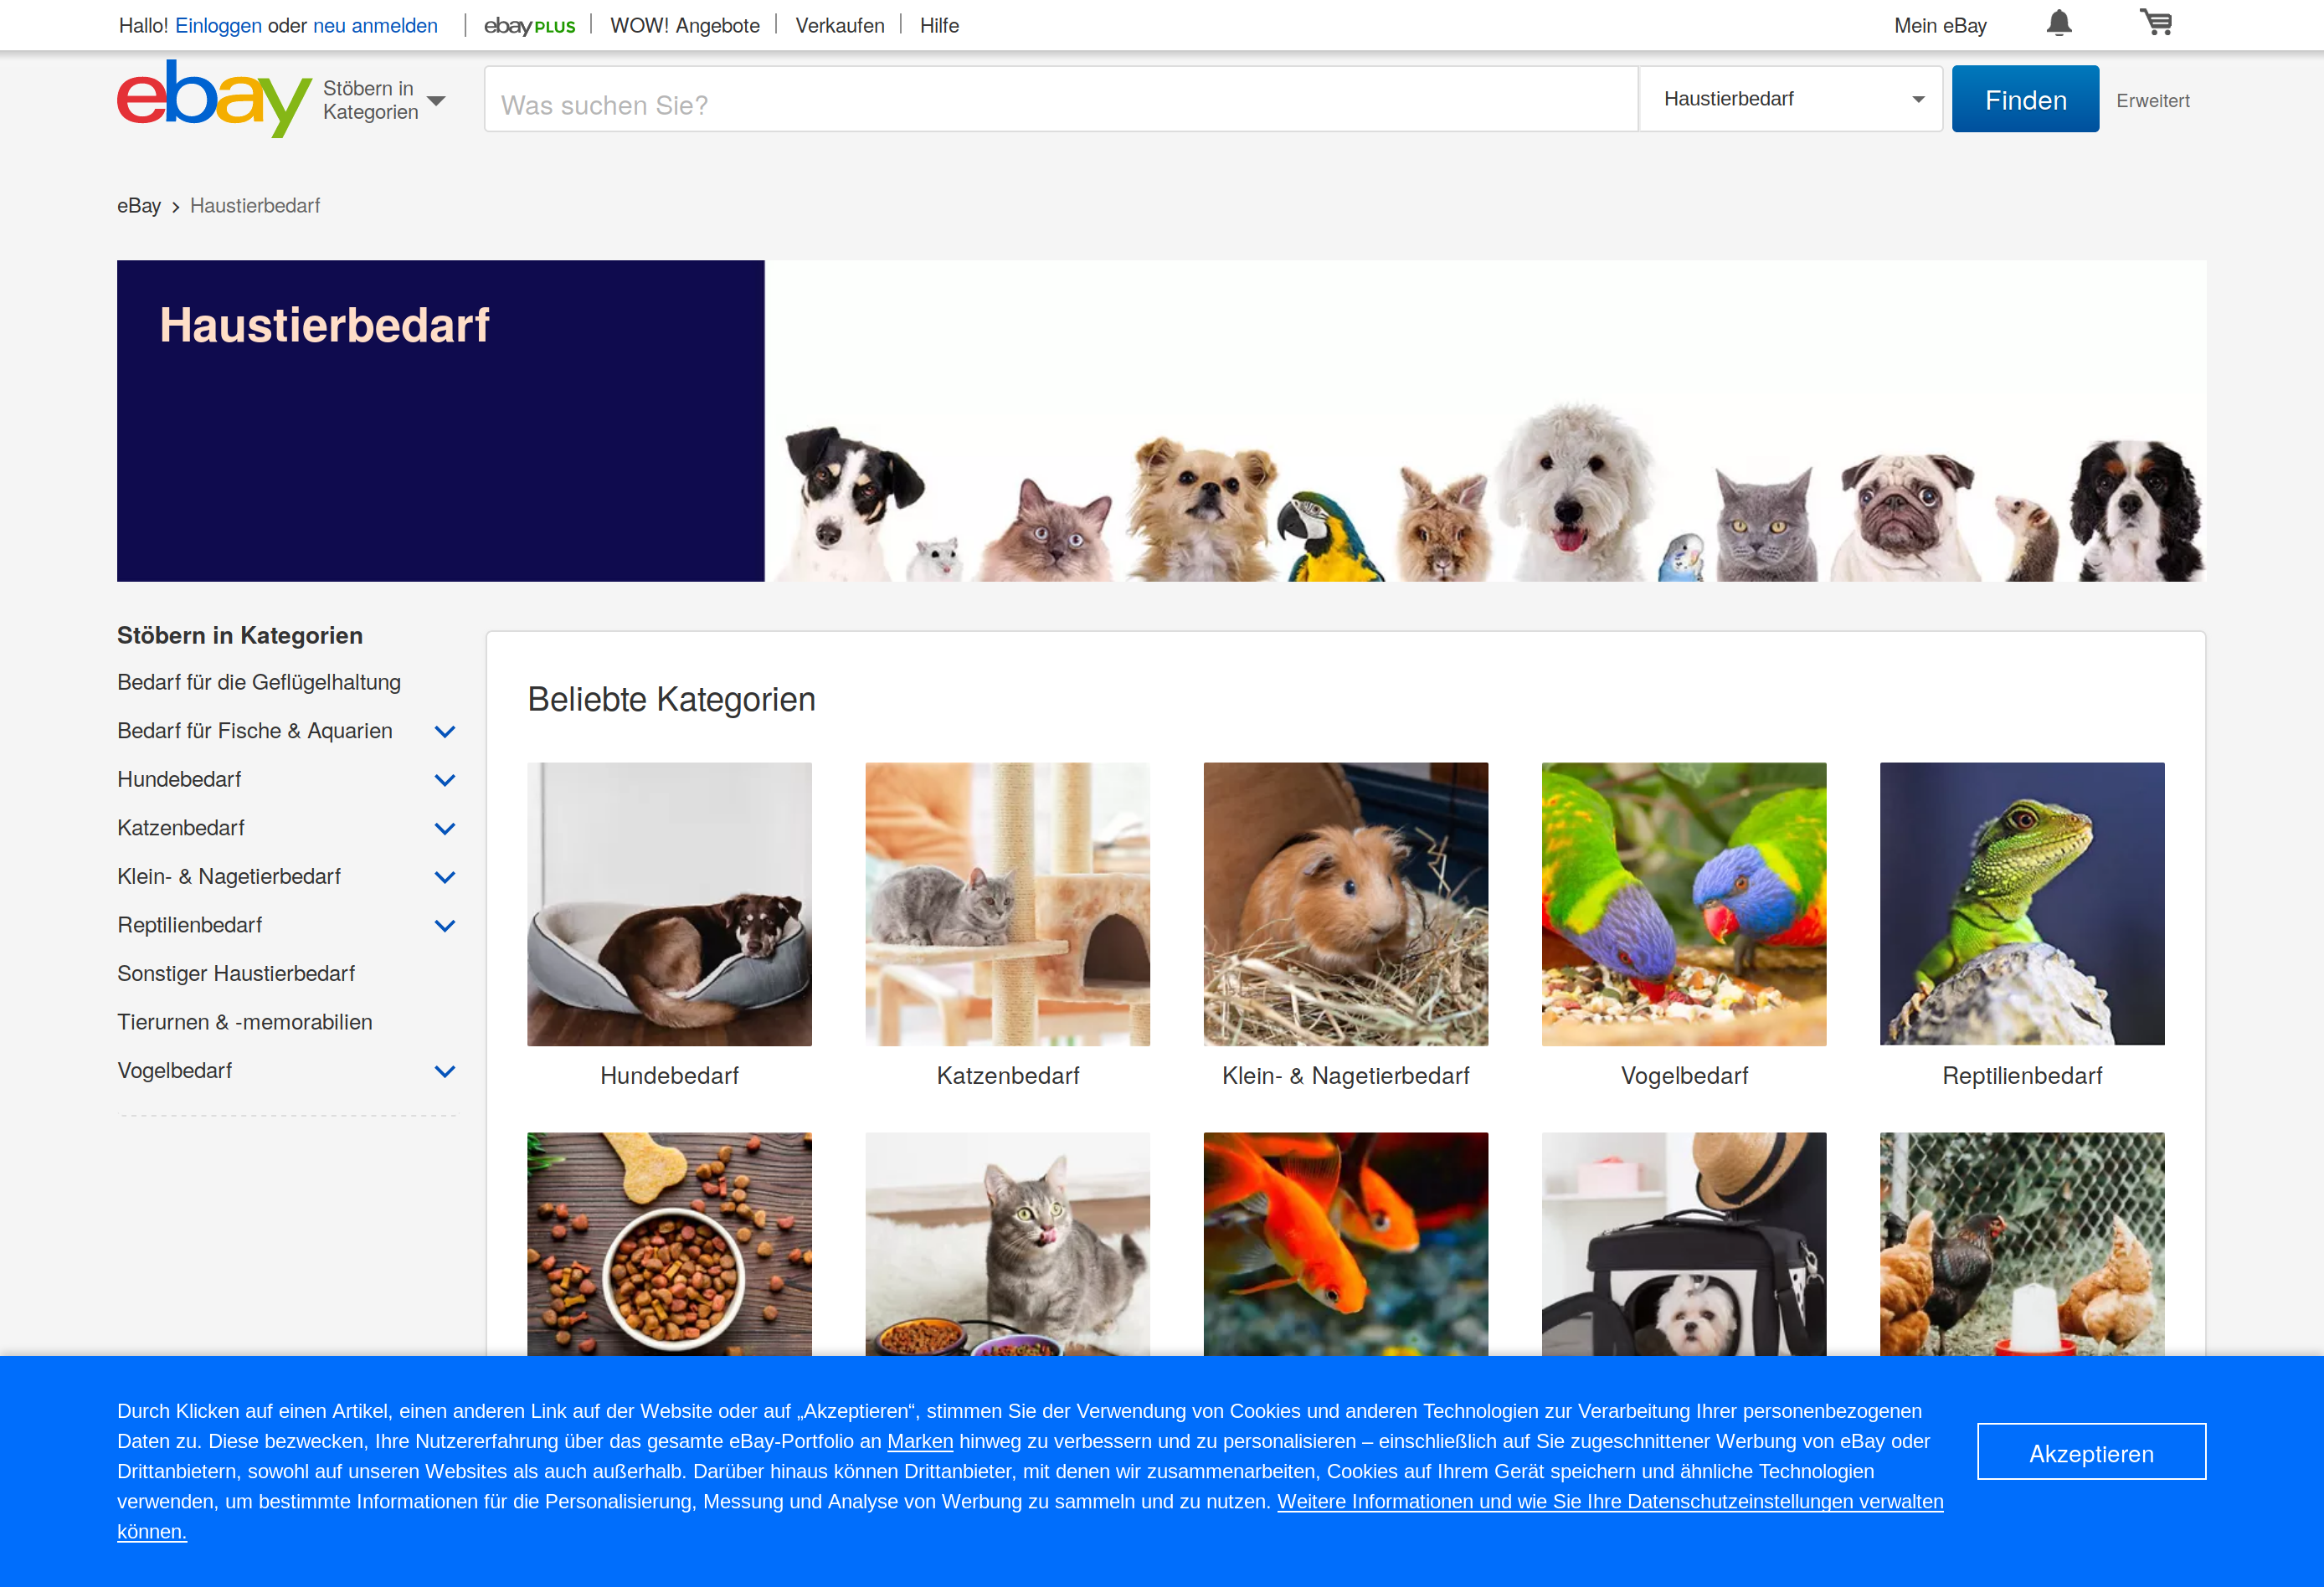 Hallo! Einloggen oder neu anmelden
ebay PLUS
WOW! Angebote
Verkaufen
Hilfe
Mein eBay
ebay
Stöbern in
Kategorien
Was suchen Sie?
Haustierbedarf
Finden
Erweitert
eBay
Haustierbedarf
Haustierbedarf
Stöbern in Kategorien
Bedarf für die Geflügelhaltung
Bedarf für Fische & Aquarien
Hundebedarf
Katzenbedarf
Klein- & Nagetierbedarf
Reptilienbedarf
Sonstiger Haustierbedarf
Tierurnen & -memorabilien
Vogelbedarf
Beliebte Kategorien
Hundebedarf
Katzenbedarf
Klein- & Nagetierbedarf
Vogelbedarf
Reptilienbedarf
Durch Klicken auf einen Artikel, einen anderen Link auf der Website oder auf „Akzeptieren“, stimmen Sie der Verwendung von Cookies und anderen Technologien zur Verarbeitung Ihrer personenbezogenen
Daten zu. Diese bezwecken, Ihre Nutzererfahrung über das gesamte eBay-Portfolio an Marken hinweg zu verbessern und zu personalisieren – einschließlich auf Sie zugeschnittener Werbung von eBay oder
Drittanbietern, sowohl auf unseren Websites als auch außerhalb. Darüber hinaus können Drittanbieter, mit denen wir zusammenarbeiten, Cookies auf Ihrem Gerät speichern und ähnliche Technologien
verwenden, um bestimmte Informationen für die Personalisierung, Messung und Analyse von Werbung zu sammeln und zu nutzen. Weitere Informationen und wie Sie Ihre Datenschutzeinstellungen verwalten
können.
Akzeptieren